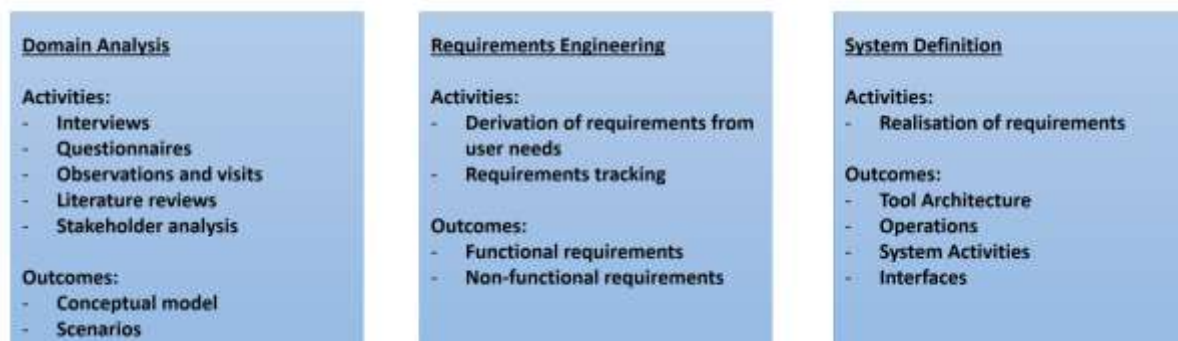 Domain Analysis
Activities:
- Interviews
- Questionnaires
- Observations and visits
- Literature reviews
- Stakeholder analysis
Outcomes:
- Conceptual model
- Scenarios
Requirements Engineering
Activities:
- Derivation of requirements from
user needs
- Requirements tracking
Outcomes:
- Functional requirements
- Non-functional requirements
System Definition
Activities:
- Realisation of requirements
Outcomes:
- Tool Architecture
- Operations
- System Activities
- Interfaces